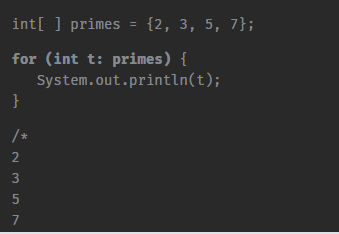 int[ ] primes = {2, 3, 5, 7};
for (int t: primes) {
   System.out.println(t);
}
/*
2
3
5
7